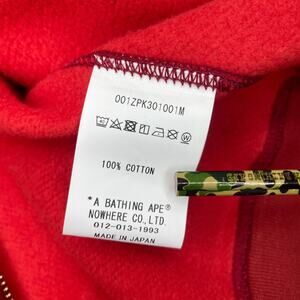 001ZPK301001M
100% COTTON
*A BATHING APE®
NOWHERE CO., LTD.
012-013-1993
MADE IN JAPAN